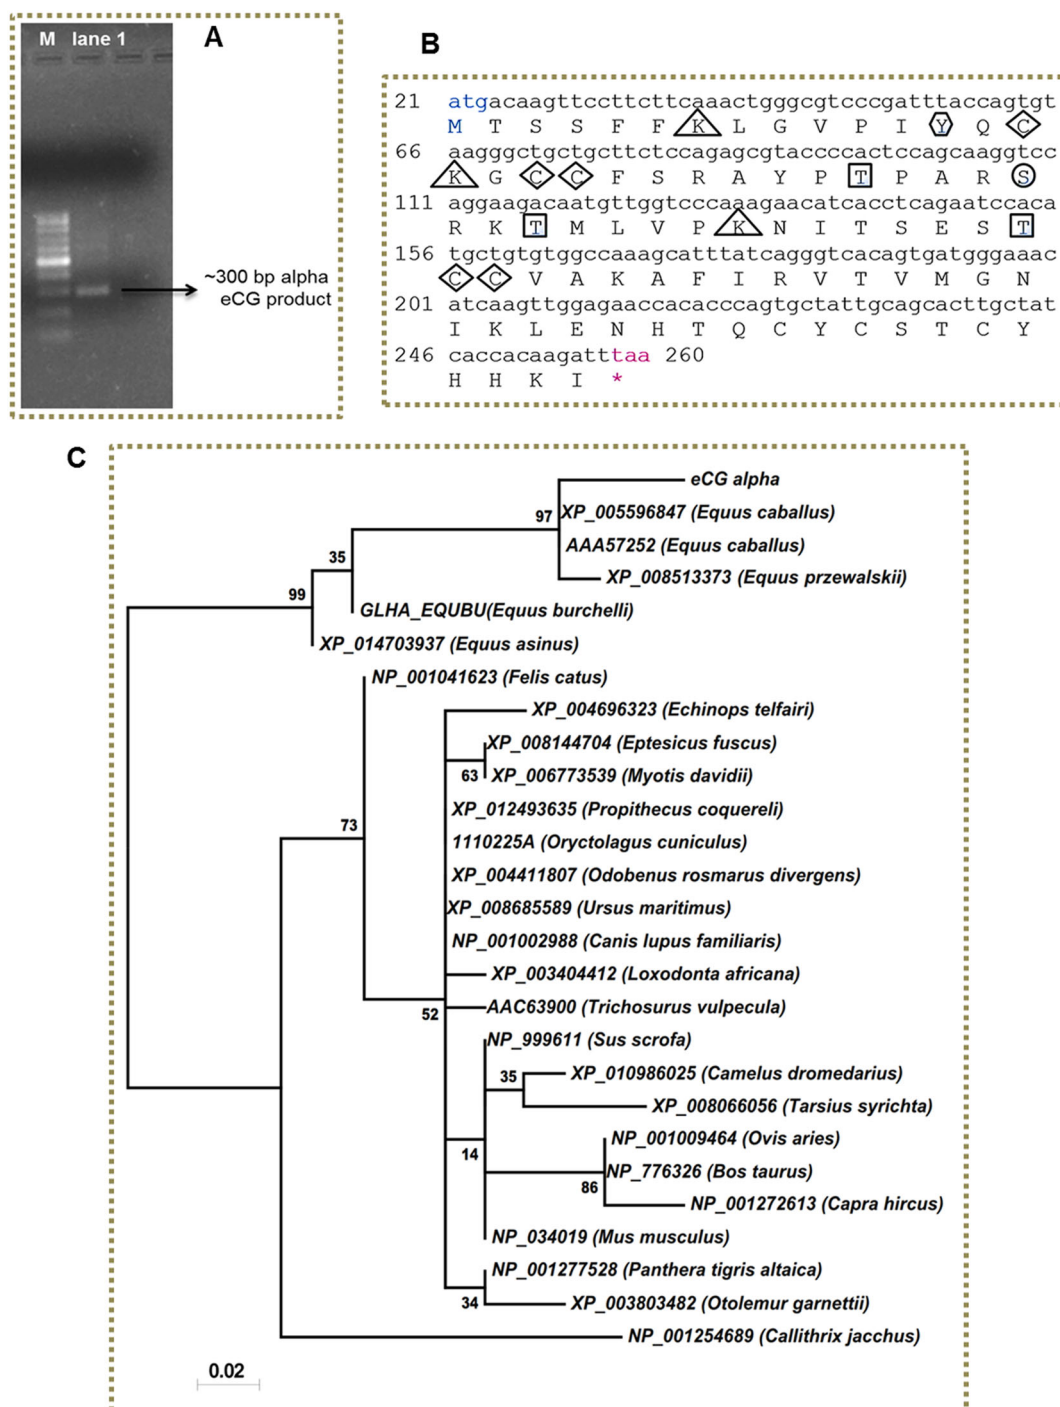 A
M lane 1
~300 bp alpha
eCG product
B
21 atgacaagttccttcttcaaactgggcgtcccgatttaccagtgt
M T S S F F K L G V P I Y Q C
66 aagggctgctgcttctccagagcgtaccccactccagcaaggtcc
K G C C F S R A Y P T P A R S
111 aggaagacaatgttggtcccaaagaacatcacctcagaatccaca
R K T M L V P K N I T S E S T
156 tgctgtgtggccaaagcatttatccgggtcacagtgatgggaaac
C C V A K A F I R V T V M G N
201 atcaagttggagaaccacacccagtgctattgcagcacttgctat
I K L E N H T Q C Y C S T C Y
246 caccacaagatttaa 260
H H K I *
C
eCG alpha
97 XP_005596847 (Equus caballus)
AAA57252 (Equus caballus)
35
XP_008513373 (Equus przewalskii)
99
GLHA_EQUBU(Equus burchelli)
XP_014703937 (Equus asinus)
NP_001041623 (Felis catus)
XP_004696323 (Echinops telfairi)
XP_008144704 (Eptesicus fuscus)
63 XP_006773539 (Myotis davidii)
XP_012493635 (Propithecus coquereli)
73
1110225A (Oryctolagus cuniculus)
XP_004411807 (Odobenus rosmarus divergens)
XP_008685589 (Ursus maritimus)
NP_001002988 (Canis lupus familiaris)
XP_003404412 (Loxodonta africana)
52 AAC63900 (Trichosurus vulpecula)
NP_999611 (Sus scrofa)
35 XP_010986025 (Camelus dromedarius)
XP_008066056 (Tarsius syrichta)
NP_001009464 (Ovis aries)
14
NP_776326 (Bos taurus)
86
NP_001272613 (Capra hircus)
NP_034019 (Mus musculus)
NP_001277528 (Panthera tigris altaica)
34 XP_003803482 (Otolemur garnettii)
NP_001254689 (Callithrix jacchus)
0.02